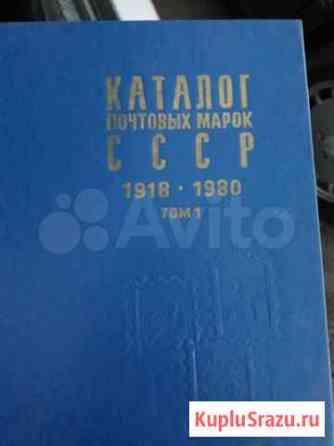 КАТАЛОГ
ПОЧТОВЫХ МАРОК
СССР
1918 · 1980
ТОМ 1
Avito
KupluSrazu.ru